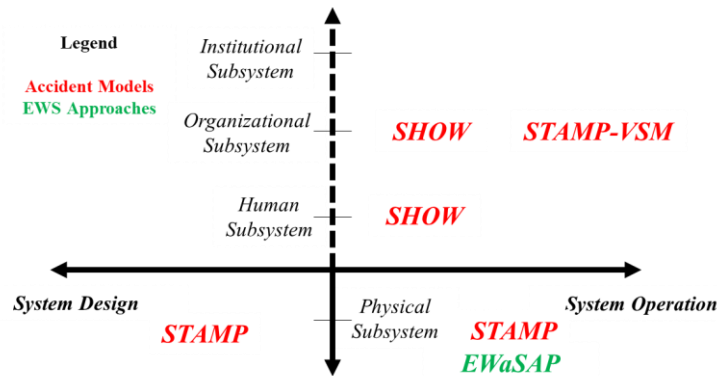 Legend
Accident Models
EWS Approaches
Institutional
Subsystem
Organizational
Subsystem
SHOW
STAMP-VSM
Human
Subsystem
SHOW
System Design
System Operation
STAMP
Physical
Subsystem
STAMP
EWaSAP